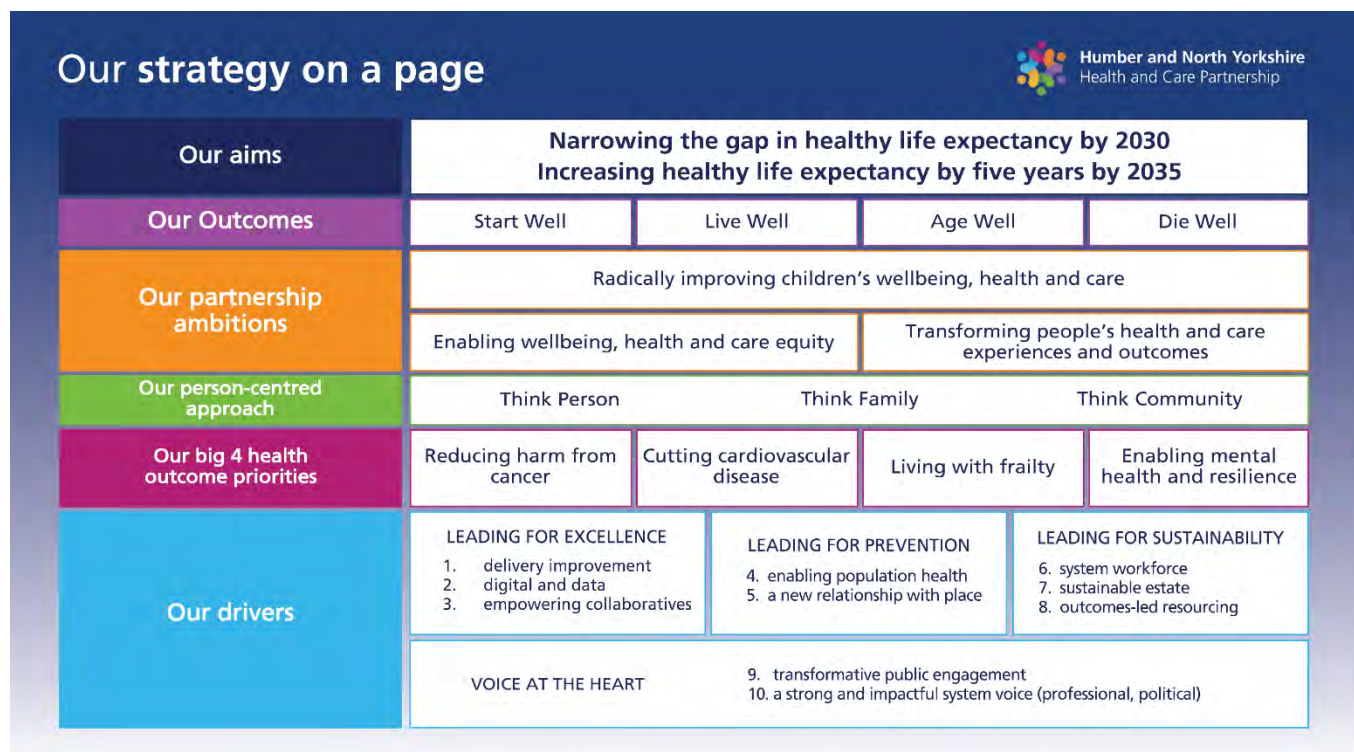 Our strategy on a page
Humber and North Yorkshire
Health and Care Partnership
Our aims
Narrowing the gap in healthy life expectancy by 2030
Increasing healthy life expectancy by five years by 2035
Our Outcomes
Start Well
Live Well
Age Well
Die Well
Our partnership
ambitions
Radically improving children’s wellbeing, health and care
Enabling wellbeing, health and care equity
Transforming people’s health and care
experiences and outcomes
Our person-centred
approach
Think Person
Think Family
Think Community
Our big 4 health
outcome priorities
Reducing harm from
cancer
Cutting cardiovascular
disease
Living with frailty
Enabling mental
health and resilience
Our drivers
LEADING FOR EXCELLENCE
1. delivery improvement
2. digital and data
3. empowering collaboratives
LEADING FOR PREVENTION
4. enabling population health
5. a new relationship with place
LEADING FOR SUSTAINABILITY
6. system workforce
7. sustainable estate
8. outcomes-led resourcing
VOICE AT THE HEART
9. transformative public engagement
10. a strong and impactful system voice (professional, political)